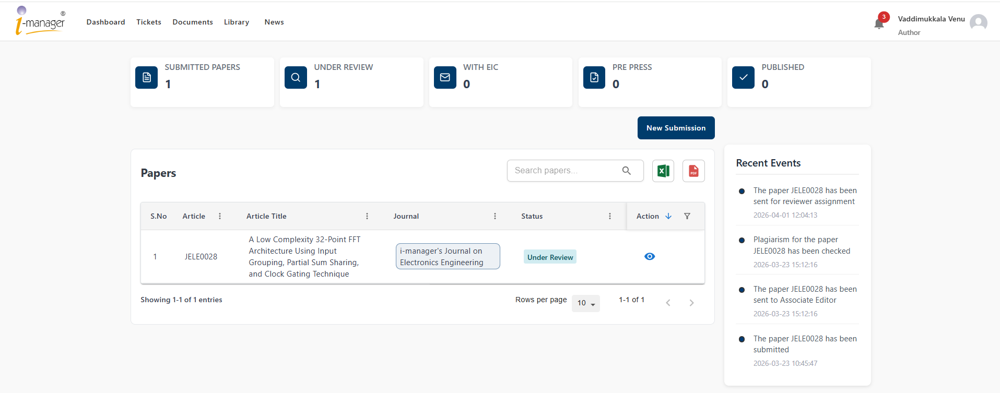 i-manager®
Dashboard
Tickets
Documents
Library
News
3
Vaddimukkala Venu
Author
SUBMITTED PAPERS
1
UNDER REVIEW
1
WITH EIC
0
PRE PRESS
0
PUBLISHED
0
New Submission
Papers
Search papers...
PDF
S.No
Article
Article Title
Journal
Status
Action
1
JELE0028
A Low Complexity 32-Point FFT
Architecture Using Input
Grouping, Partial Sum Sharing,
and Clock Gating Technique
i-manager's Journal on
Electronics Engineering
Under Review
Showing 1-1 of 1 entries
Rows per page
10
1-1 of 1
Recent Events
The paper JELE0028 has been
sent for reviewer assignment
2026-04-01 12:04:13
Plagiarism for the paper
JELE0028 has been checked
2026-03-23 15:12:16
The paper JELE0028 has been
sent to Associate Editor
2026-03-23 15:12:16
The paper JELE0028 has been
submitted
2026-03-23 10:45:47